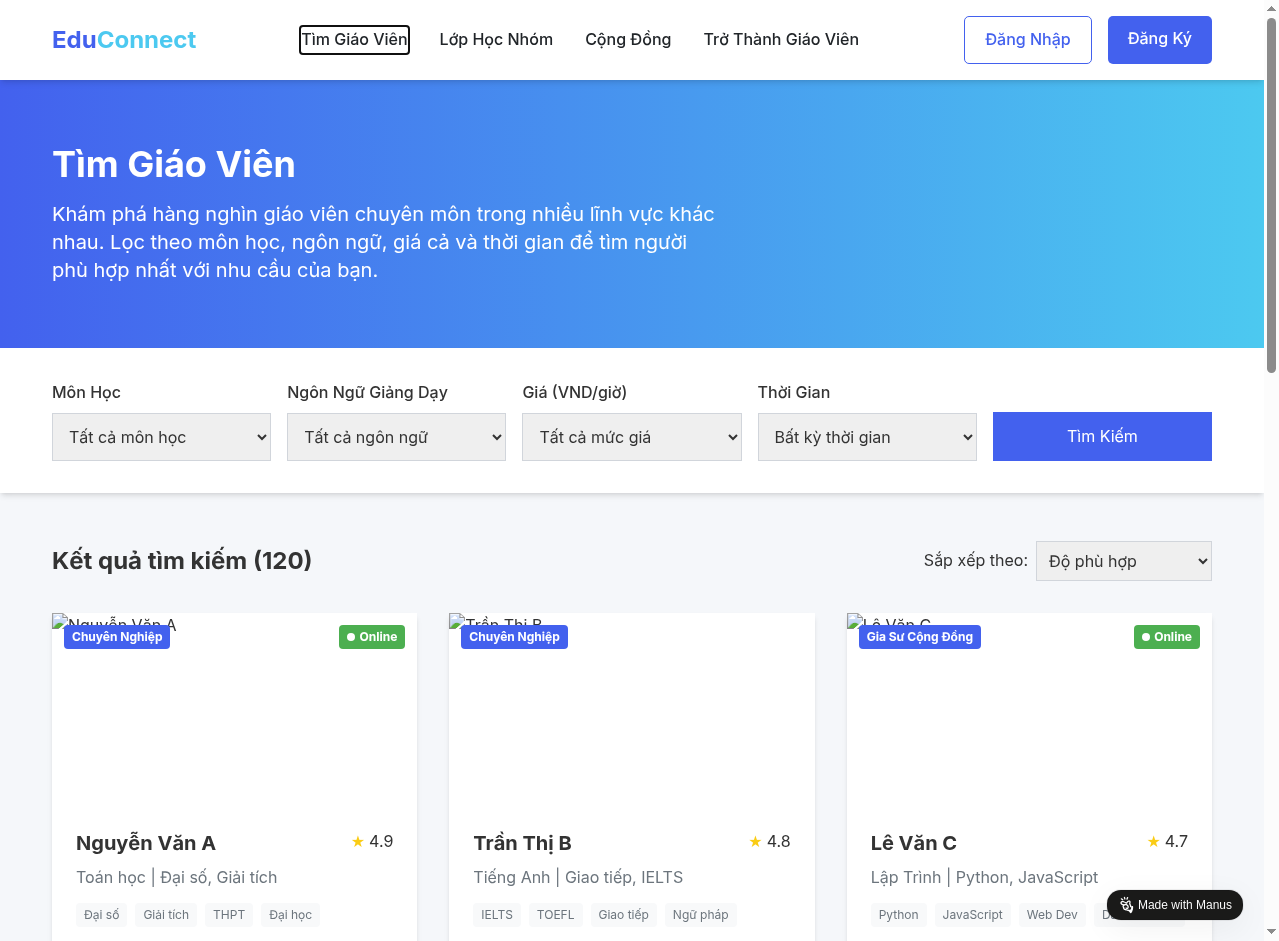 EduConnect
Tìm Giáo Viên
Lớp Học Nhóm
Cộng Đồng
Trở Thành Giáo Viên
Đăng Nhập
Đăng Ký
Tìm Giáo Viên
Khám phá hàng nghìn giáo viên chuyên môn trong nhiều lĩnh vực khác
nhau. Lọc theo môn học, ngôn ngữ, giá cả và thời gian để tìm người
phù hợp nhất với nhu cầu của bạn.
Môn Học
Ngôn Ngữ Giảng Dạy
Giá (VND/giờ)
Thời Gian
Tất cả môn học
Tất cả ngôn ngữ
Tất cả mức giá
Bất kỳ thời gian
Tìm Kiếm
Kết quả tìm kiếm (120)
Sắp xếp theo:
Độ phù hợp
Nguyễn Văn A
Chuyên Nghiệp
Online
Trần Thị B
Chuyên Nghiệp
Lê Văn C
Gia Sư Cộng Đồng
Online
Nguyễn Văn A
★ 4.9
Toán học | Đại số, Giải tích
Đại số
Giải tích
THPT
Đại học
Trần Thị B
★ 4.8
Tiếng Anh | Giao tiếp, IELTS
IELTS
TOEFL
Giao tiếp
Ngữ pháp
Lê Văn C
★ 4.7
Lập Trình | Python, JavaScript
Python
JavaScript
Web Dev
Made with Manus